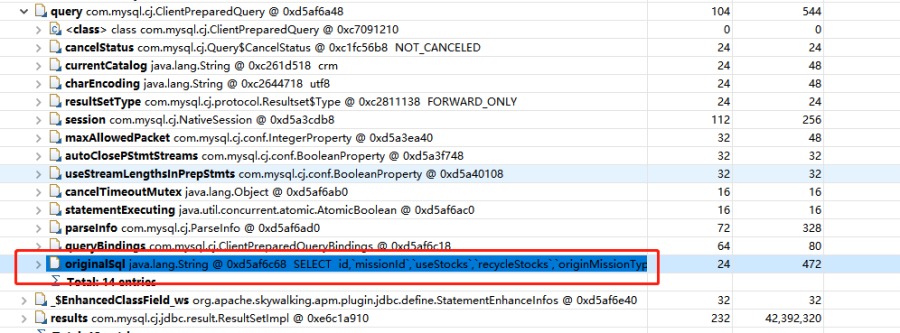 query com.mysql.cj.ClientPreparedQuery @ 0xd5af6a48 104 544
<class> class com.mysql.cj.ClientPreparedQuery @ 0xc7091210 0 0
cancelStatus com.mysql.cj.Query$CancelStatus @ 0xc1fc56b8 NOT_CANCELED 24 24
currentCatalog java.lang.String @ 0xc261d518 crm 24 48
charEncoding java.lang.String @ 0xc2644718 utf8 24 48
resultSetType com.mysql.cj.protocol.Resultset$Type @ 0xc2811138 FORWARD_ONLY 24 24
session com.mysql.cj.NativeSession @ 0xd5a3cdb8 112 256
maxAllowedPacket com.mysql.cj.conf.IntegerProperty @ 0xd5a3ea40 32 48
autoClosePStmtStreams com.mysql.cj.conf.BooleanProperty @ 0xd5a3f748 32 32
useStreamLengthsInPrepStmts com.mysql.cj.conf.BooleanProperty @ 0xd5a40108 32 32
cancelTimeoutMutex java.lang.Object @ 0xd5af6ab0 16 16
statementExecuting java.util.concurrent.atomic.AtomicBoolean @ 0xd5af6ac0 16 16
parseInfo com.mysql.cj.ParseInfo @ 0xd5af6ad0 72 328
queryBindings com.mysql.cj.ClientPreparedQueryBindings @ 0xd5af6c18 64 80
originalSql java.lang.String @ 0xd5af6c68 SELECT id,`missionId`,`useStocks`,`recycleStocks`,`originMissionTyp 24 472
Σ Total: 14 entries
_$EnhancedClassField_ws org.apache.skywalking.apm.plugin.jdbc.define.StatementEnhanceInfos @ 0xd5af6e40 32 32
results com.mysql.cj.jdbc.result.ResultSetImpl @ 0xe6c1a910 232 42,392,320